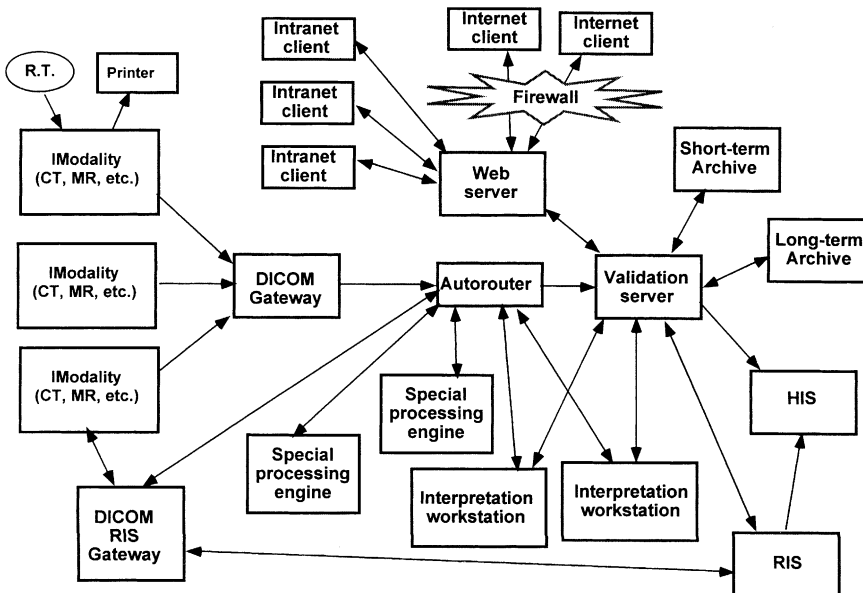 Intranet
client
Internet
client
Internet
client
R.T.
Printer
Firewall
Intranet
client
IModality
(CT, MR, etc.)
Intranet
client
Web
server
Short-term
Archive
Long-term
Archive
IModality
(CT, MR, etc.)
DICOM
Gateway
Autorouter
Validation
server
IModality
(CT, MR, etc.)
Special
processing
engine
HIS
Special
processing
engine
Interpretation
workstation
Interpretation
workstation
DICOM
RIS
Gateway
RIS